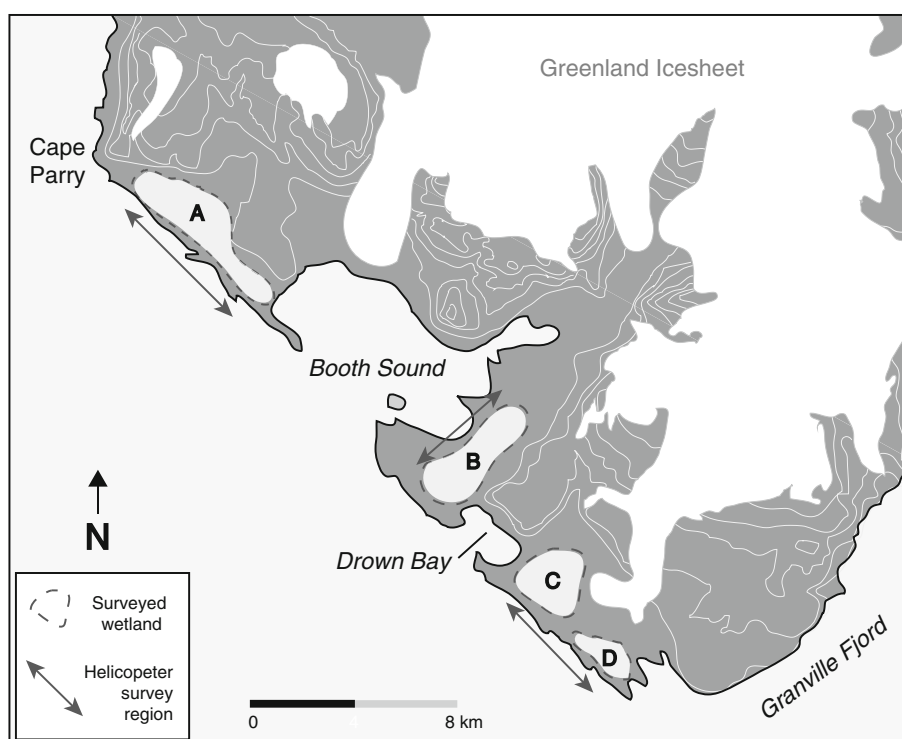 Greenland Icesheet
Cape
Parry
A
Booth Sound
B
N
Drown Bay
C
D
Surveyed
wetland
Helicopeter
survey
region
Granville Fjord
0 4 8 km